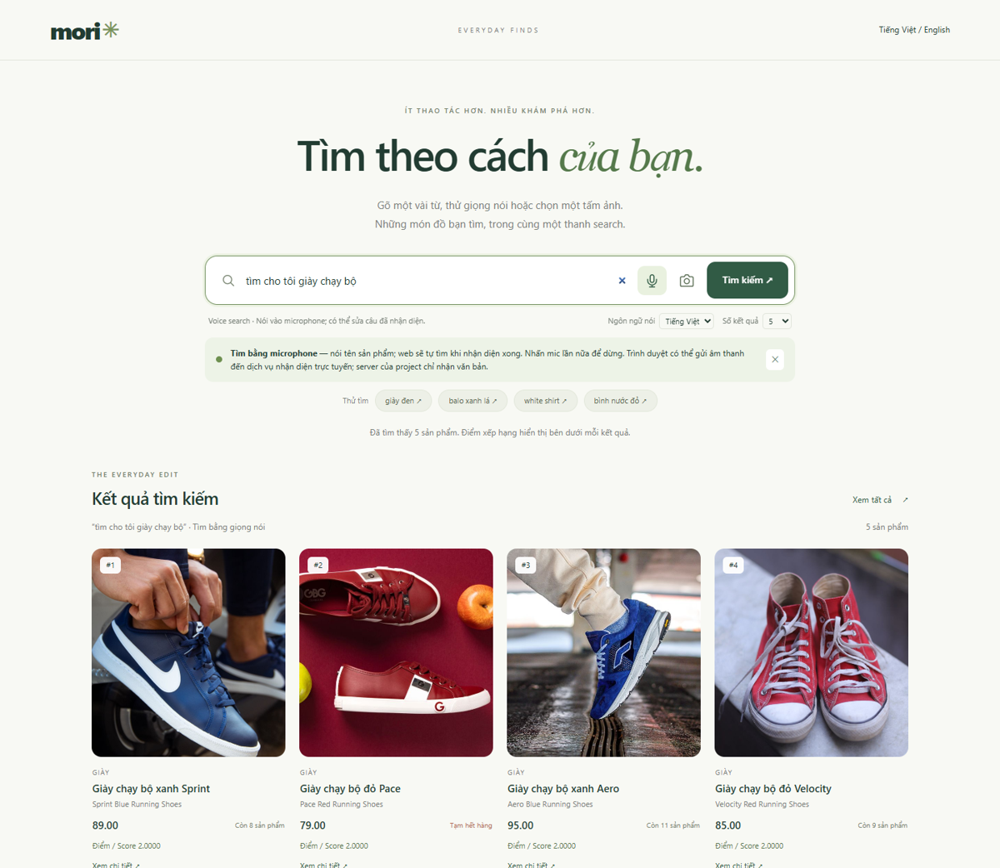 mori
EVERYDAY FINDS
Tiếng Việt / English
ÍT THAO TÁC HƠN. NHIỀU KHÁM PHÁ HƠN.
Tìm theo cách của bạn.
Gõ một vài từ, thử giọng nói hoặc chọn một tấm ảnh.
Những món đồ bạn tìm, trong cùng một thanh search.
tìm cho tôi giày chạy bộ
Tìm kiếm ↗
Voice search · Nói vào microphone; có thể sửa câu đã nhận diện.
Ngôn ngữ nói Tiếng Việt Số kết quả 5
Tìm bằng microphone — nói tên sản phẩm; web sẽ tự tìm khi nhận diện xong. Nhấn mic lần nữa để dừng. Trình duyệt có thể gửi âm thanh
đến dịch vụ nhận diện trực tuyến; server của project chỉ nhận văn bản.
Thử tìm giày đen ↗ balo xanh lá ↗ white shirt ↗ bình nước đỏ ↗
Đã tìm thấy 5 sản phẩm. Điểm xếp hạng hiển thị bên dưới mỗi kết quả.
THE EVERYDAY EDIT
Kết quả tìm kiếm
Xem tất cả ↗
“tìm cho tôi giày chạy bộ” · Tìm bằng giọng nói
5 sản phẩm
#1 #2 #3 #4
GBG
G
GIÀY GIÀY GIÀY GIÀY
Giày chạy bộ xanh Sprint Giày chạy bộ đỏ Pace Giày chạy bộ xanh Aero Giày chạy bộ đỏ Velocity
Sprint Blue Running Shoes Pace Red Running Shoes Aero Blue Running Shoes Velocity Red Running Shoes
89.00 Còn 8 sản phẩm 79.00 Tạm hết hàng 95.00 Còn 11 sản phẩm 85.00 Còn 9 sản phẩm
Điểm / Score 2.0000 Điểm / Score 2.0000 Điểm / Score 2.0000 Điểm / Score 2.0000
Xem chi tiết ↗ Xem chi tiết ↗ Xem chi tiết ↗ Xem chi tiết ↗